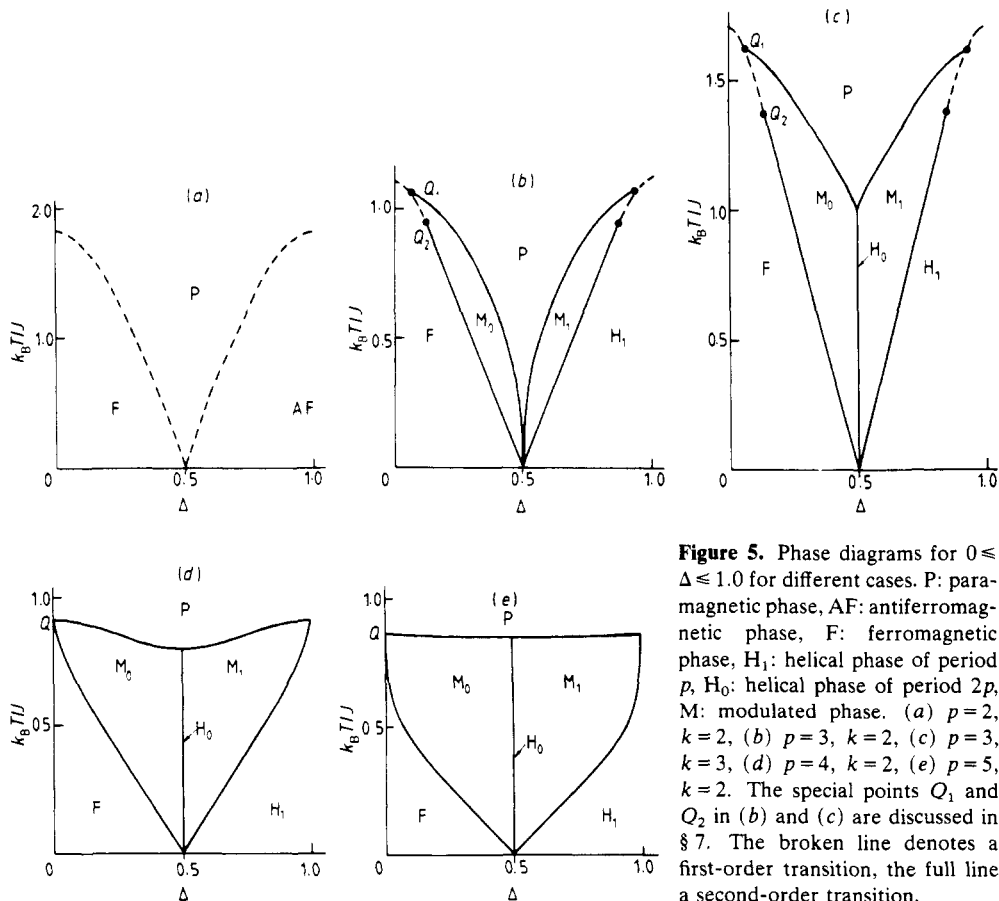 (a)
2.0
1.0
0
k_B T/J
P
F
AF
0.5
1.0
Δ
(b)
1.0
0.5
0
k_B T/J
Q₁
Q₂
P
M₀
M₁
F
H₁
0.5
1.0
Δ
(c)
1.5
1.0
0.5
0
k_B T/J
Q₁
Q₂
P
M₀
M₁
F
H₀
H₁
0.5
1.0
Δ
(d)
1.0
Q
0.5
0
k_B T/J
P
M₀
M₁
H₀
F
H₁
0.5
1.0
Δ
(e)
1.0
Q
0.5
0
k_B T/J
P
M₀
M₁
H₀
F
H₁
0.5
1.0
Δ
Figure 5. Phase diagrams for 0 ≤
Δ ≤ 1.0 for different cases. P: para-
magnetic phase, AF: antiferromag-
netic phase, F: ferromagnetic
phase, H₁: helical phase of period
p, H₀: helical phase of period 2p,
M: modulated phase. (a) p = 2,
k = 2, (b) p = 3, k = 2, (c) p = 3,
k = 3, (d) p = 4, k = 2, (e) p = 5,
k = 2. The special points Q₁ and
Q₂ in (b) and (c) are discussed in
§ 7. The broken line denotes a
first-order transition, the full line
a second-order transition.